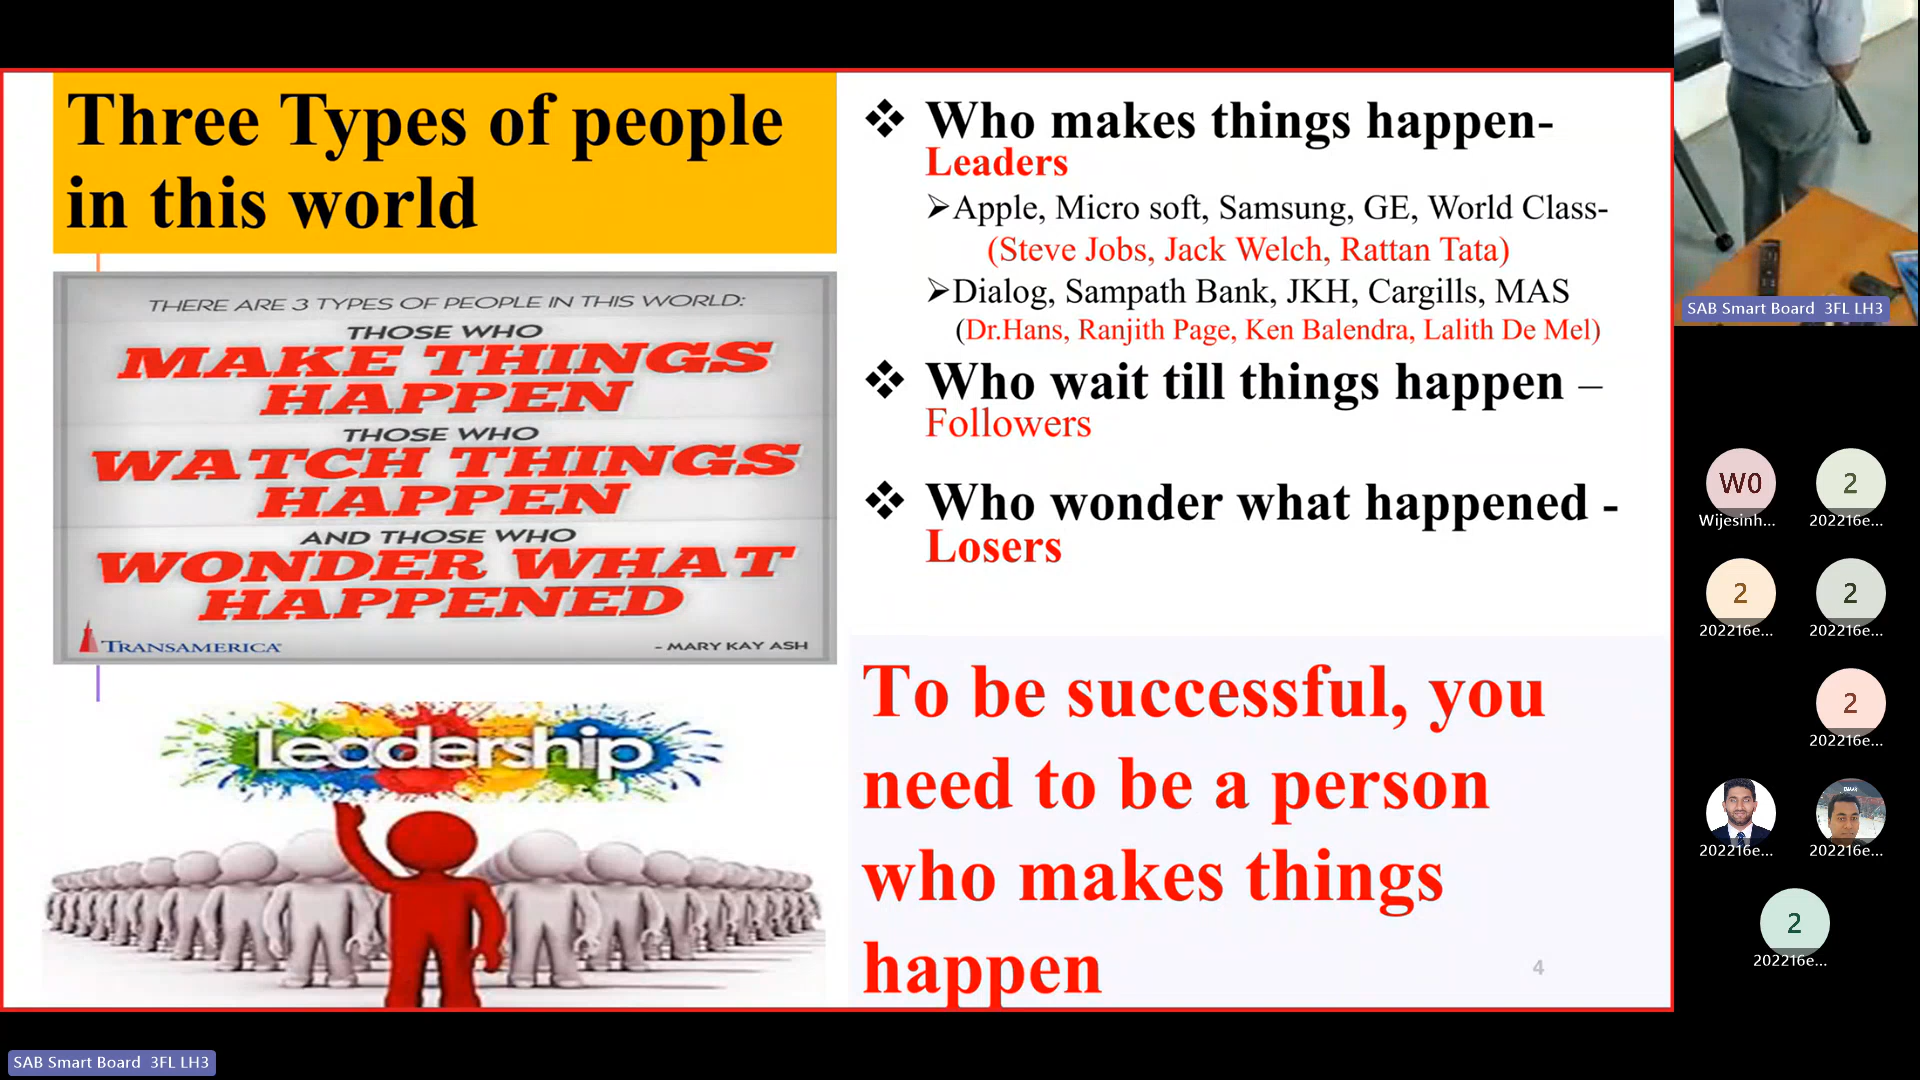 Three Types of people
in this world
THERE ARE 3 TYPES OF PEOPLE IN THIS WORLD:
THOSE WHO
MAKE THINGS
HAPPEN
THOSE WHO
WATCH THINGS
HAPPEN
AND THOSE WHO
WONDER WHAT
HAPPENED
TRANSAMERICA
- MARY KAY ASH
Leadership
❖ Who makes things happen-
Leaders
➢Apple, Micro soft, Samsung, GE, World Class-
(Steve Jobs, Jack Welch, Rattan Tata)
➢Dialog, Sampath Bank, JKH, Cargills, MAS
(Dr.Hans, Ranjith Page, Ken Balendra, Lalith De Mel)
❖ Who wait till things happen –
Followers
❖ Who wonder what happened -
Losers
To be successful, you
need to be a person
who makes things
happen
4
SAB Smart Board 3FL LH3
W0
Wijesinh...
2
202216e...
2
202216e...
2
202216e...
2
202216e...
202216e...
202216e...
2
202216e...
SAB Smart Board 3FL LH3